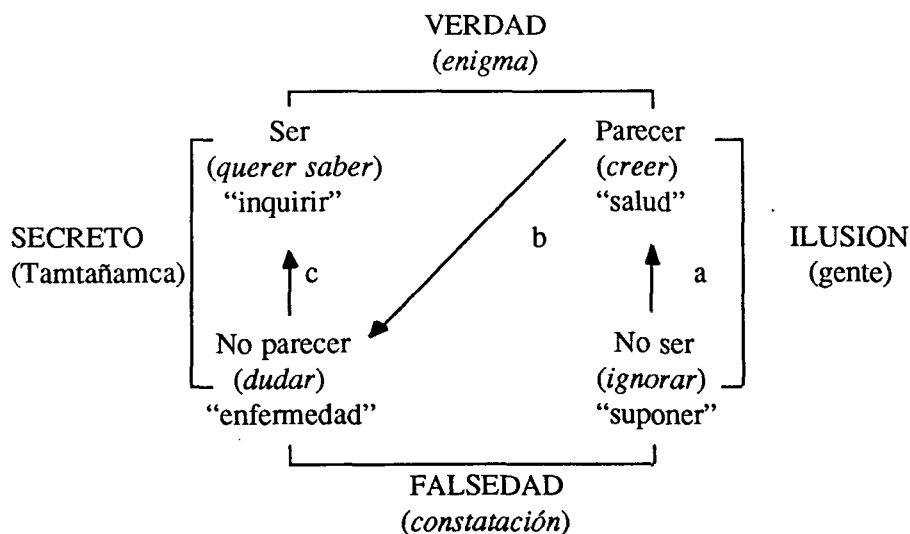 VERDAD
(enigma)
Ser
(querer saber)
“inquirir”
Parecer
(creer)
“salud”
SECRETO
(Tamtañamca)
b
ILUSION
(gente)
c
a
No parecer
(dudar)
“enfermedad”
No ser
(ignorar)
“suponer”
FALSEDAD
(constatación)